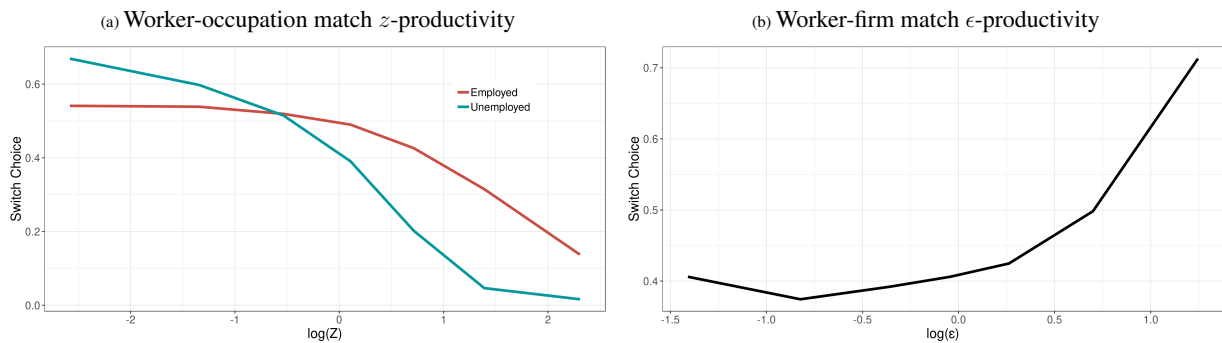 (a) Worker-occupation match z-productivity
0.6
0.4
0.2
0.0
Switch Choice
Employed
Unemployed
-2
-1
0
1
2
log(Z)
(b) Worker-firm match ϵ-productivity
0.7
0.6
0.5
0.4
Switch Choice
-1.5
-1.0
-0.5
0.0
0.5
1.0
log(ε)